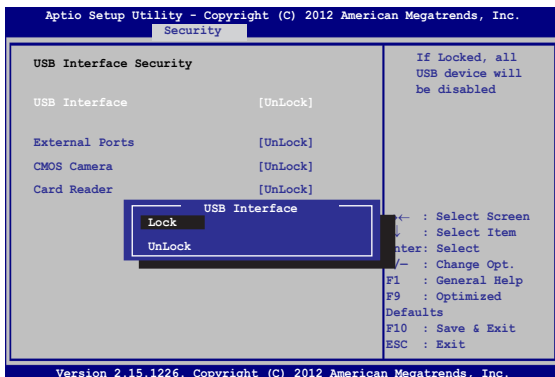 Aptio Setup Utility - Copyright (C) 2012 American Megatrends, Inc.
Security
USB Interface Security
USB Interface [UnLock]
External Ports [UnLock]
CMOS Camera [UnLock]
Card Reader [UnLock]
USB Interface
Lock
UnLock
If Locked, all
USB device will
be disabled
→← : Select Screen
: Select Item
nter: Select
/— : Change Opt.
F1 : General Help
F9 : Optimized
Defaults
F10 : Save & Exit
ESC : Exit
Version 2.15.1226. Copyright (C) 2012 American Megatrends, Inc.